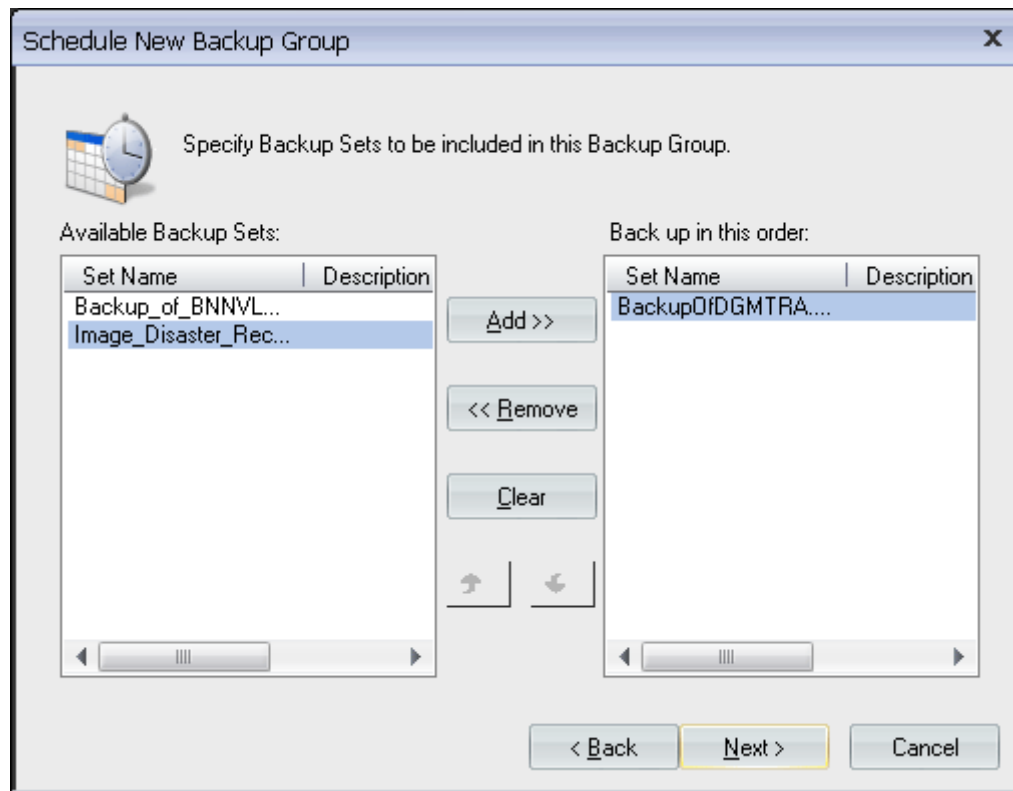 Schedule New Backup Group
X
Specify Backup Sets to be included in this Backup Group.
Available Backup Sets:
Set Name Description
Backup_of_BNNVL...
Image_Disaster_Rec...
Add >>
<< Remove
Clear
Back up in this order:
Set Name Description
BackupOfDGMTRA....
< Back
Next >
Cancel